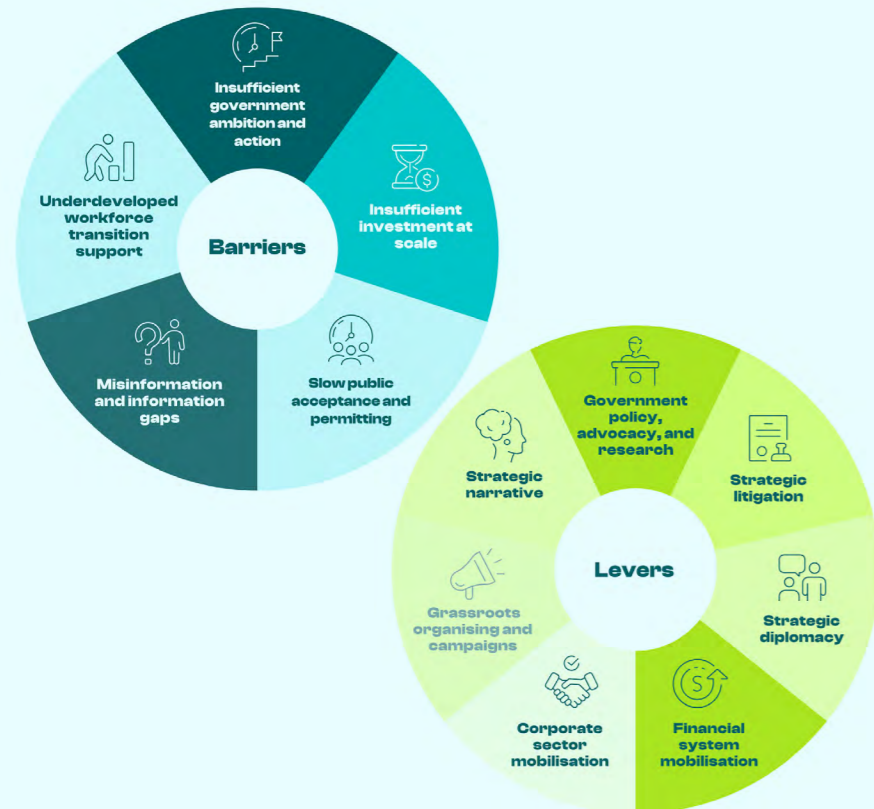 Insufficient
government
ambition and
action
Insufficient
investment at
scale
Slow public
acceptance and
permitting
Misinformation
and information
gaps
Underdeveloped
workforce
transition
support
Barriers
Government
policy,
advocacy, and
research
Strategic
litigation
Strategic
diplomacy
Financial
system
mobilisation
Corporate
sector
mobilisation
Grassroots
organising and
campaigns
Strategic
narrative
Levers